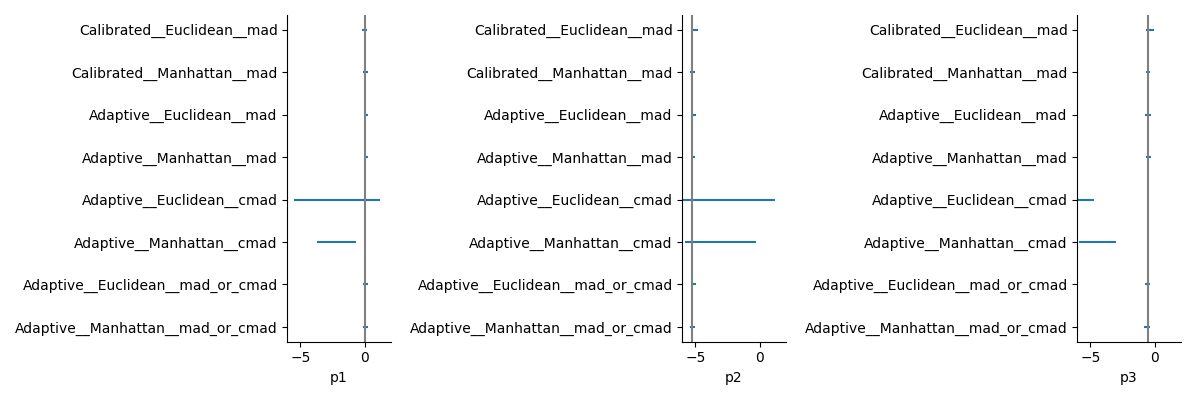 Calibrated__Euclidean__mad
Calibrated__Manhattan__mad
Adaptive__Euclidean__mad
Adaptive__Manhattan__mad
Adaptive__Euclidean__cmad
Adaptive__Manhattan__cmad
Adaptive__Euclidean__mad_or_cmad
Adaptive__Manhattan__mad_or_cmad
−5 0
p1
Calibrated__Euclidean__mad
Calibrated__Manhattan__mad
Adaptive__Euclidean__mad
Adaptive__Manhattan__mad
Adaptive__Euclidean__cmad
Adaptive__Manhattan__cmad
Adaptive__Euclidean__mad_or_cmad
Adaptive__Manhattan__mad_or_cmad
−5 0
p2
Calibrated__Euclidean__mad
Calibrated__Manhattan__mad
Adaptive__Euclidean__mad
Adaptive__Manhattan__mad
Adaptive__Euclidean__cmad
Adaptive__Manhattan__cmad
Adaptive__Euclidean__mad_or_cmad
Adaptive__Manhattan__mad_or_cmad
−5 0
p3